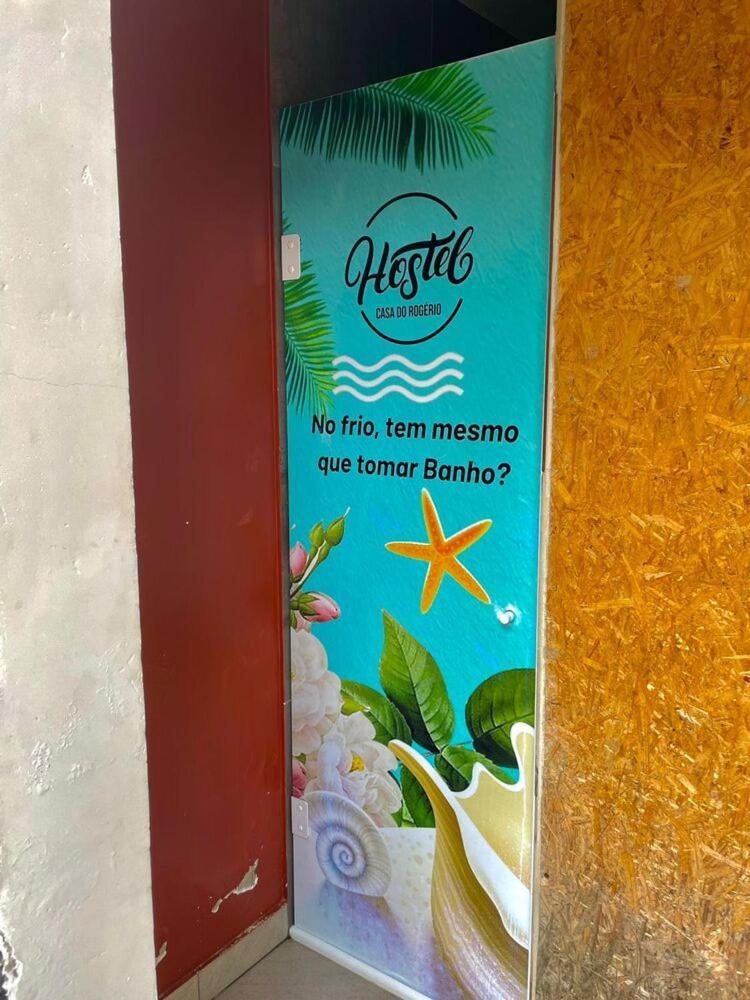 Hostel
CASA DO ROGÉRIO
No frio, tem mesmo
que tomar Banho?